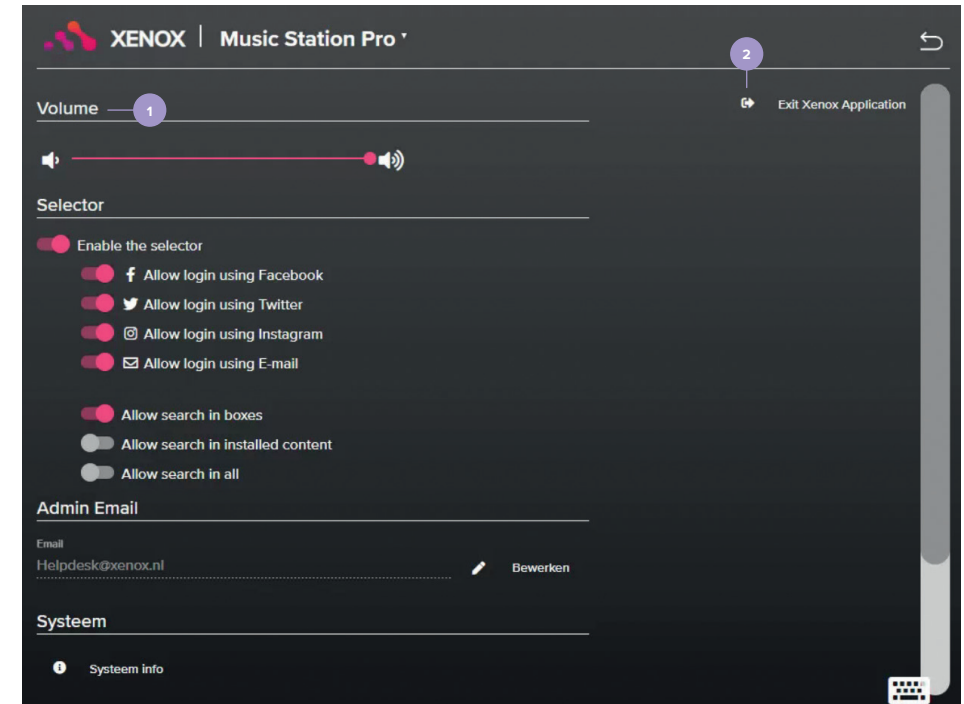 XENOX | Music Station Pro
2
Volume
1
Exit Xenox Application
Selector
Enable the selector
Allow login using Facebook
Allow login using Twitter
Allow login using Instagram
Allow login using E-mail
Allow search in boxes
Allow search in installed content
Allow search in all
Admin Email
Email
Helpdesk@xenox.nl
Bewerken
Systeem
Systeem info